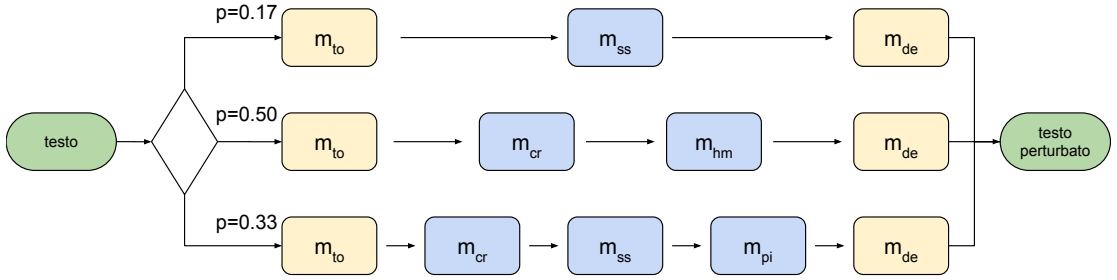 p=0.17
m_to
m_ss
m_de
testo
p=0.50
m_to
m_cr
m_hm
m_de
testo
perturbato
p=0.33
m_to
m_cr
m_ss
m_pi
m_de